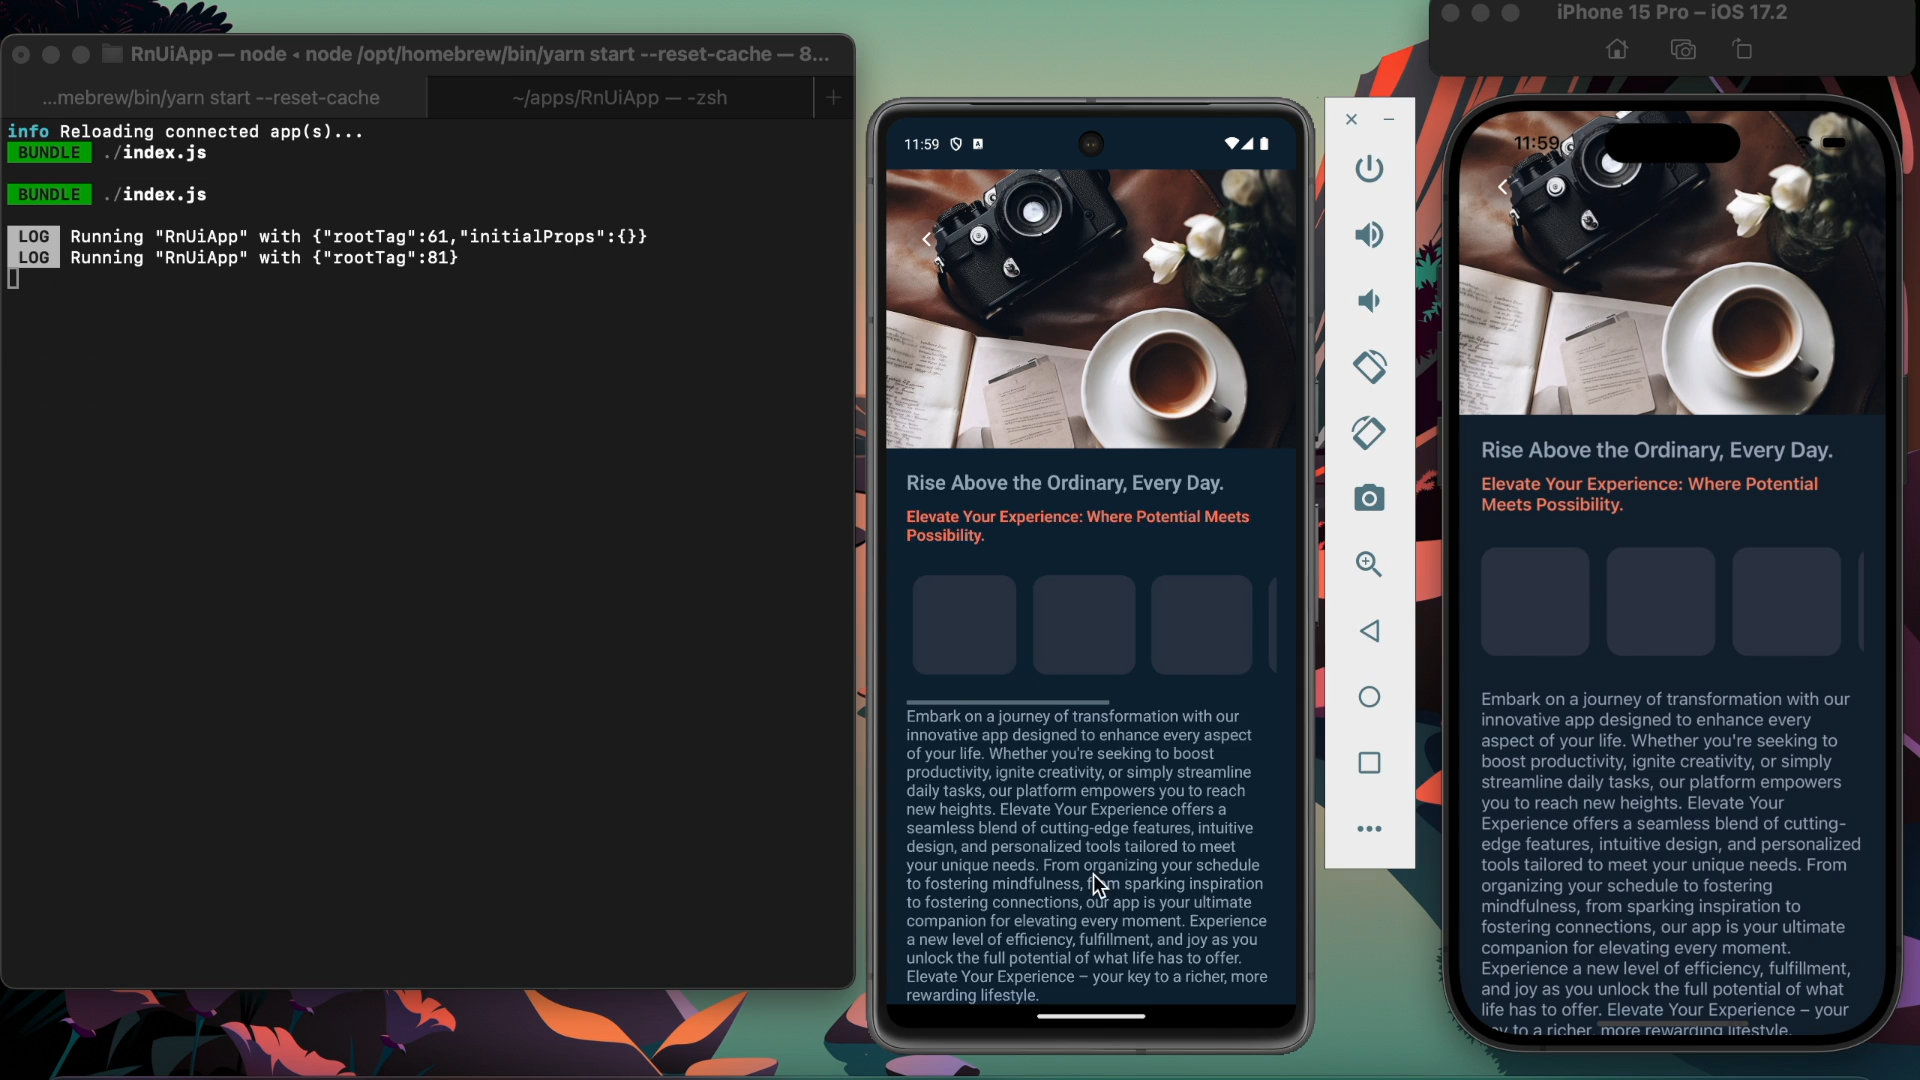 RnUiApp — node ◂ node /opt/homebrew/bin/yarn start --reset-cache — 8...
...mebrew/bin/yarn start --reset-cache
~/apps/RnUiApp — -zsh
info Reloading connected app(s)...
BUNDLE ./index.js
BUNDLE ./index.js
LOG Running "RnUiApp" with {"rootTag":61,"initialProps":{}}
LOG Running "RnUiApp" with {"rootTag":81}
11:59
Rise Above the Ordinary, Every Day.
Elevate Your Experience: Where Potential Meets
Possibility.
Embark on a journey of transformation with our
innovative app designed to enhance every aspect
of your life. Whether you're seeking to boost
productivity, ignite creativity, or simply streamline
daily tasks, our platform empowers you to reach
new heights. Elevate Your Experience offers a
seamless blend of cutting-edge features, intuitive
design, and personalized tools tailored to meet
your unique needs. From organizing your schedule
to fostering mindfulness, from sparking inspiration
to fostering connections, our app is your ultimate
companion for elevating every moment. Experience
a new level of efficiency, fulfillment, and joy as you
unlock the full potential of what life has to offer.
Elevate Your Experience – your key to a richer, more
rewarding lifestyle.
iPhone 15 Pro – iOS 17.2
11:59
Rise Above the Ordinary, Every Day.
Elevate Your Experience: Where Potential
Meets Possibility.
Embark on a journey of transformation with our
innovative app designed to enhance every
aspect of your life. Whether you're seeking to
boost productivity, ignite creativity, or simply
streamline daily tasks, our platform empowers
you to reach new heights. Elevate Your
Experience offers a seamless blend of cutting-
edge features, intuitive design, and personalized
tools tailored to meet your unique needs. From
organizing your schedule to fostering
mindfulness, from sparking inspiration to
fostering connections, our app is your ultimate
companion for elevating every moment.
Experience a new level of efficiency, fulfillment,
and joy as you unlock the full potential of what
life has to offer. Elevate Your Experience – your
key to a richer, more rewarding lifestyle.